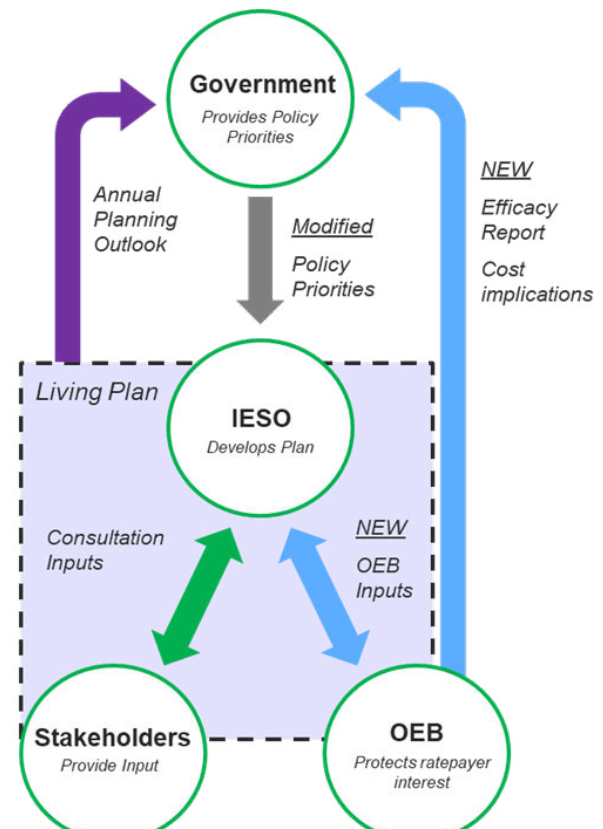 Government
Provides Policy
Priorities
Annual
Planning
Outlook
Modified
Policy
Priorities
NEW
Efficacy
Report
Cost
implications
Living Plan
IESO
Develops Plan
Consultation
Inputs
NEW
OEB
Inputs
Stakeholders
Provide Input
OEB
Protects ratepayer
interest